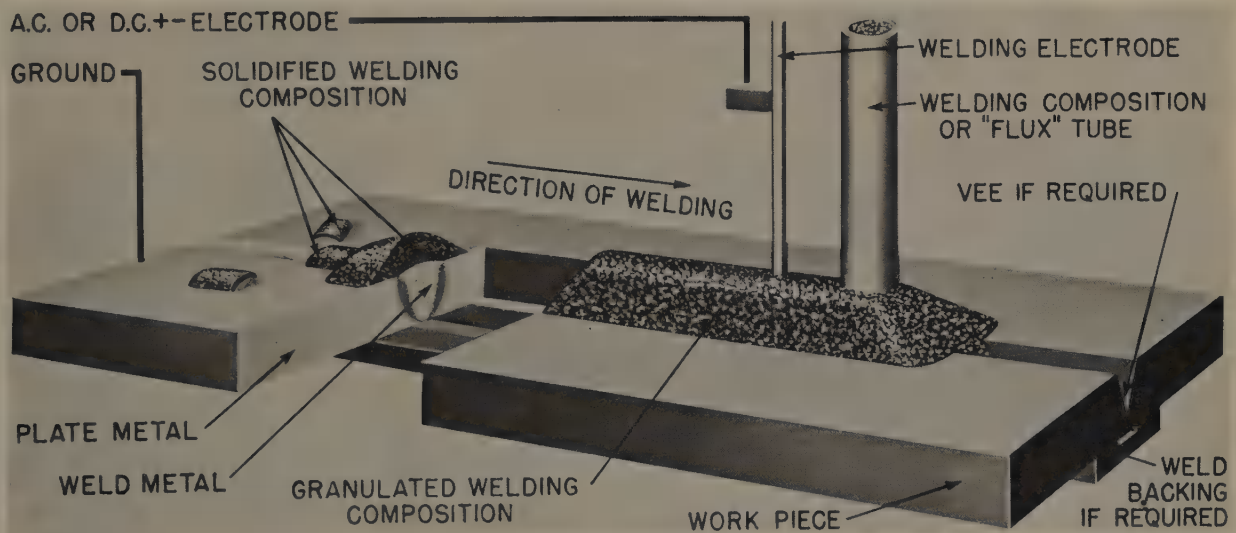 A.C. OR D.C.+- ELECTRODE
GROUND
SOLIDIFIED WELDING
COMPOSITION
DIRECTION OF WELDING
WELDING ELECTRODE
WELDING COMPOSITION
OR "FLUX" TUBE
VEE IF REQUIRED
PLATE METAL
WELD METAL
GRANULATED WELDING
COMPOSITION
WORK PIECE
WELD
BACKING
IF REQUIRED